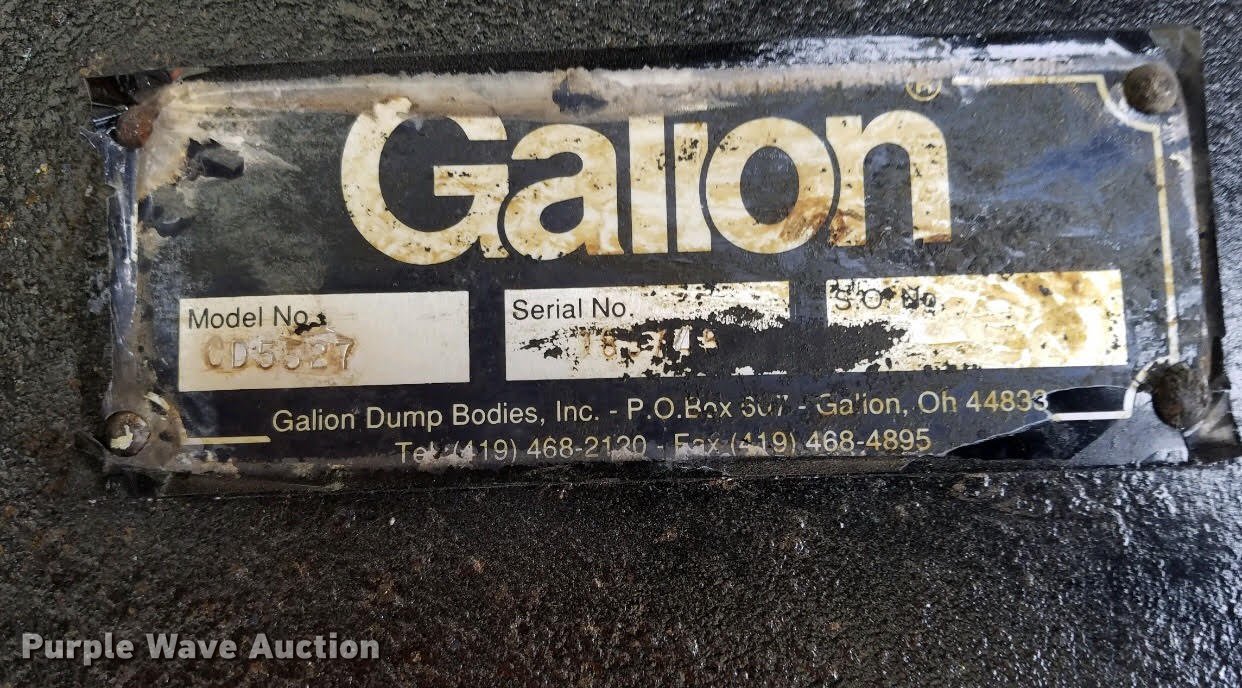 Galion®
Model No.
CD5527
Serial No.
S.O. No.
Galion Dump Bodies, Inc. - P.O.Box 607 - Galion, Oh 44833
Tel. (419) 468-2120 - Fax (419) 468-4895
Purple Wave Auction